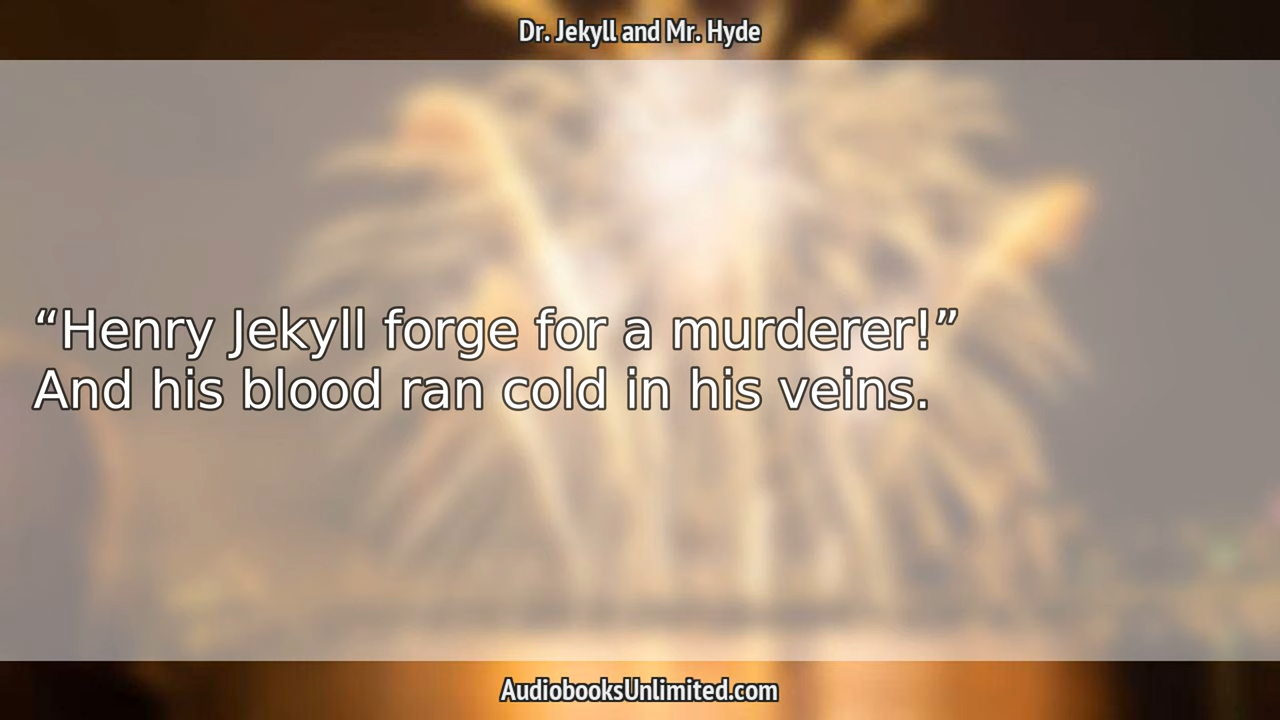 Dr. Jekyll and Mr. Hyde
“Henry Jekyll forge for a murderer!”
And his blood ran cold in his veins.
AudiobooksUnlimited.com